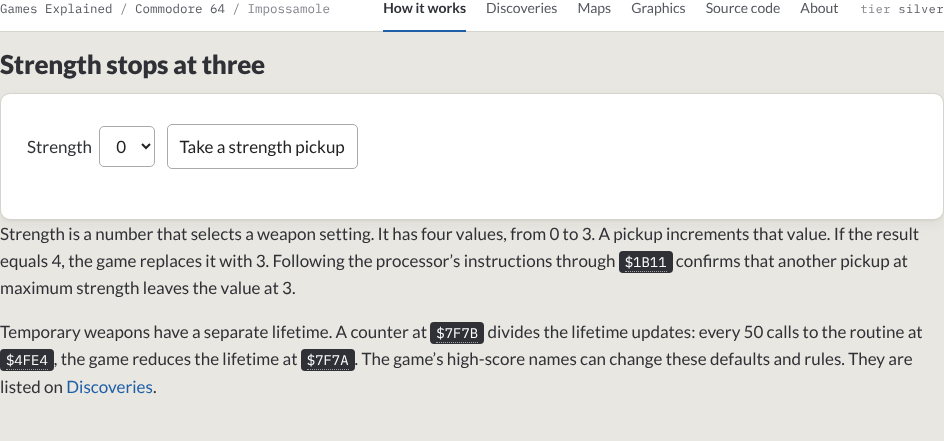 Games Explained / Commodore 64 / Impossamole
How it works Discoveries Maps Graphics Source code About tier silver
Strength stops at three
Strength 0 Take a strength pickup
Strength is a number that selects a weapon setting. It has four values, from 0 to 3. A pickup increments that value. If the result
equals 4, the game replaces it with 3. Following the processor’s instructions through $1B11 confirms that another pickup at
maximum strength leaves the value at 3.
Temporary weapons have a separate lifetime. A counter at $7F7B divides the lifetime updates: every 50 calls to the routine at
$4FE4, the game reduces the lifetime at $7F7A. The game’s high-score names can change these defaults and rules. They are
listed on Discoveries.